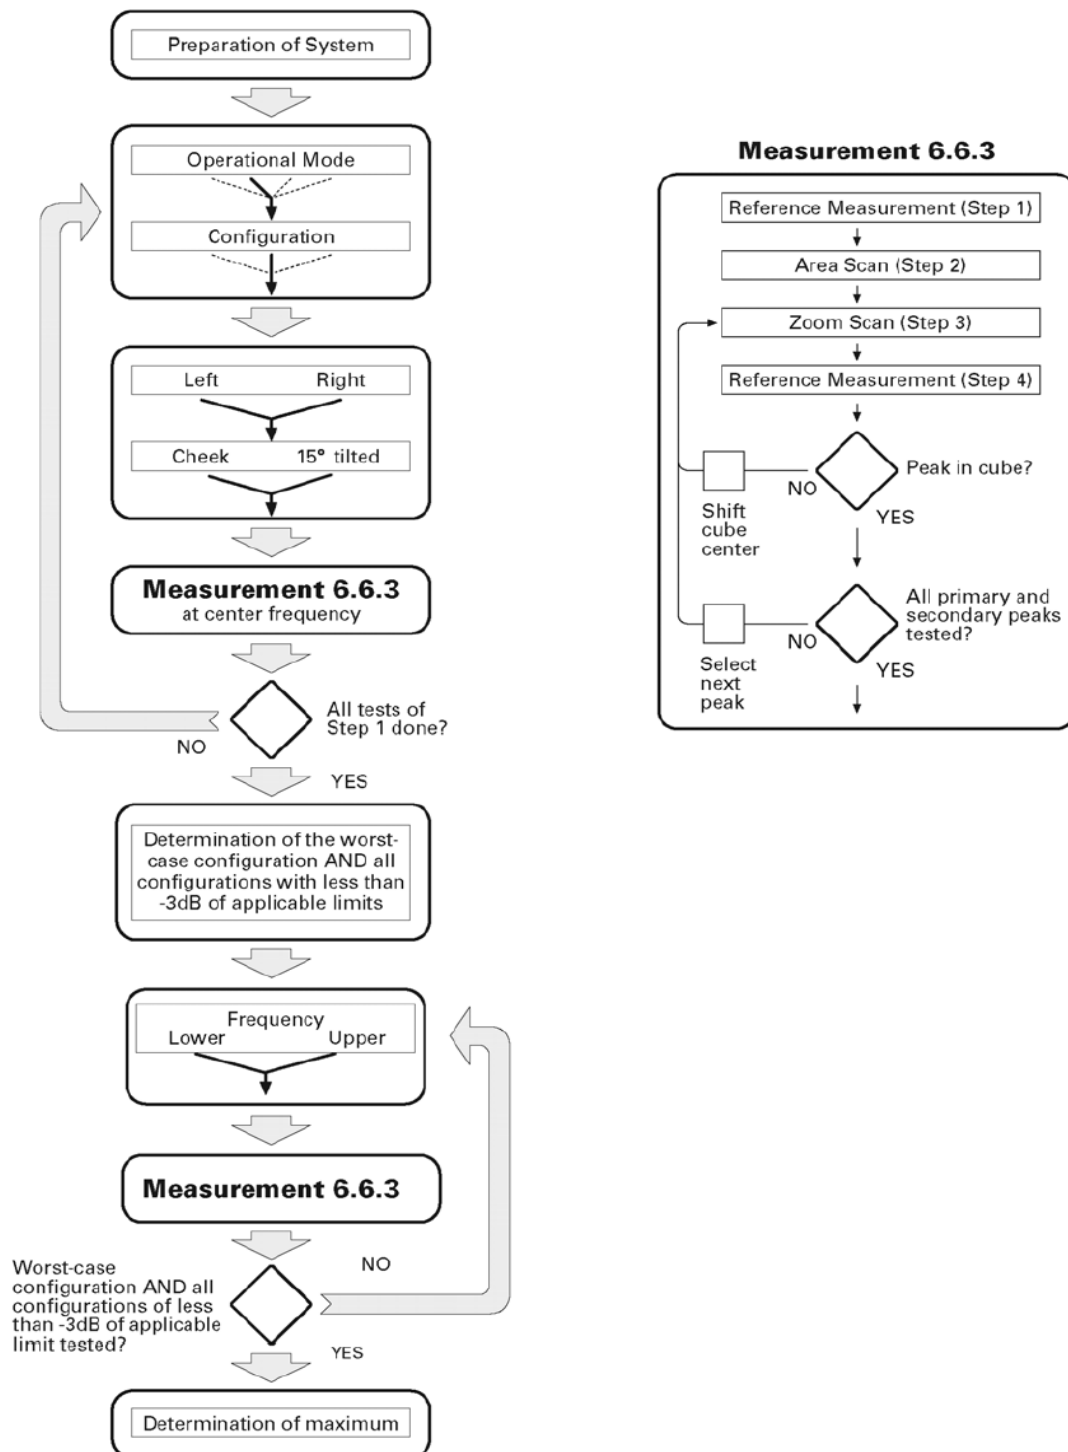 Preparation of System
Operational Mode
Configuration
Left Right
Cheek 15° tilted
Measurement 6.6.3
at center frequency
All tests of
Step 1 done?
NO
YES
Determination of the worst-
case configuration AND all
configurations with less than
-3dB of applicable limits
Frequency
Lower Upper
Measurement 6.6.3
Worst-case
configuration AND all
configurations of less
than -3dB of applicable
limit tested?
NO
YES
Determination of maximum
Measurement 6.6.3
Reference Measurement (Step 1)
Area Scan (Step 2)
Zoom Scan (Step 3)
Reference Measurement (Step 4)
Peak in cube?
NO
Shift
cube
center
YES
All primary and
secondary peaks
tested?
NO
Select
next
peak
YES